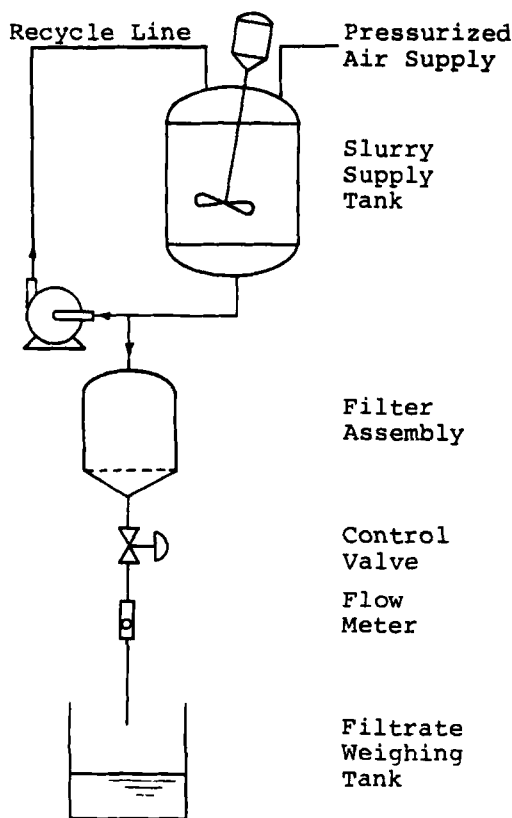 Recycle Line
Pressurized
Air Supply
Slurry
Supply
Tank
Filter
Assembly
Control
Valve
Flow
Meter
Filtrate
Weighing
Tank